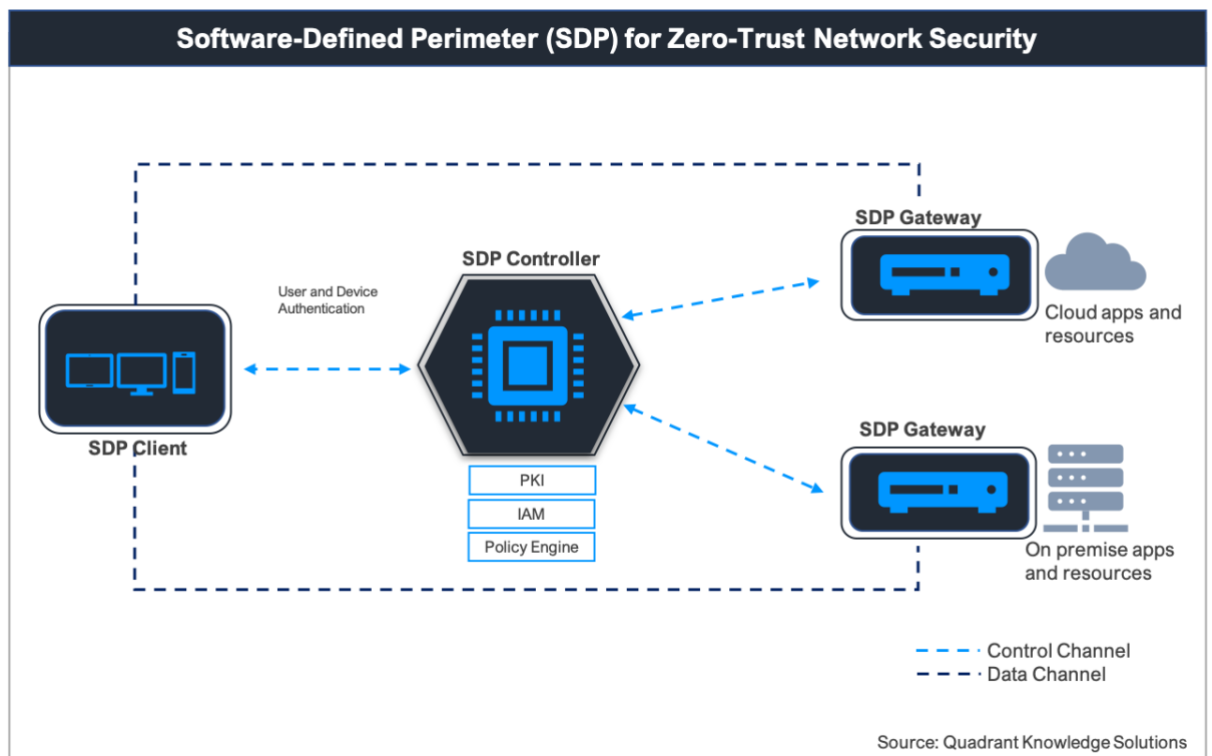 Software-Defined Perimeter (SDP) for Zero-Trust Network Security
SDP Gateway
SDP Controller
User and Device
Authentication
Cloud apps and
resources
SDP Client
SDP Gateway
PKI
IAM
Policy Engine
On premise apps
and resources
Control Channel
Data Channel
Source: Quadrant Knowledge Solutions